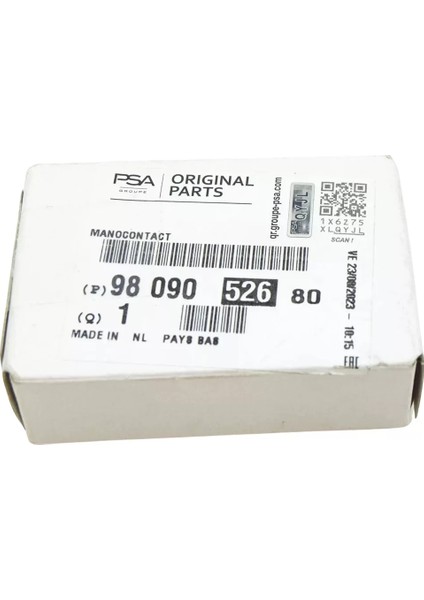 PSA
GROUPE
ORIGINAL
PARTS
MANOCONTACT
(P) 98 090 526 80
(Q) 1
MADE IN NL PAYS BAS
qr.groupe-psa.com
QYJL
1X6Z75
XLQYJL
SCAN !
VE 23/08/2023 - 10:15
EAC